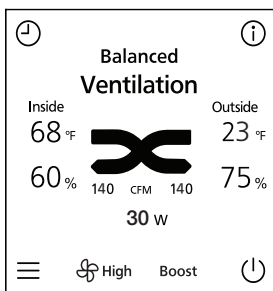 Balanced
Ventilation
Inside
Outside
68 °F
23 °F
60 %
75 %
140 CFM 140
30 W
High
Boost